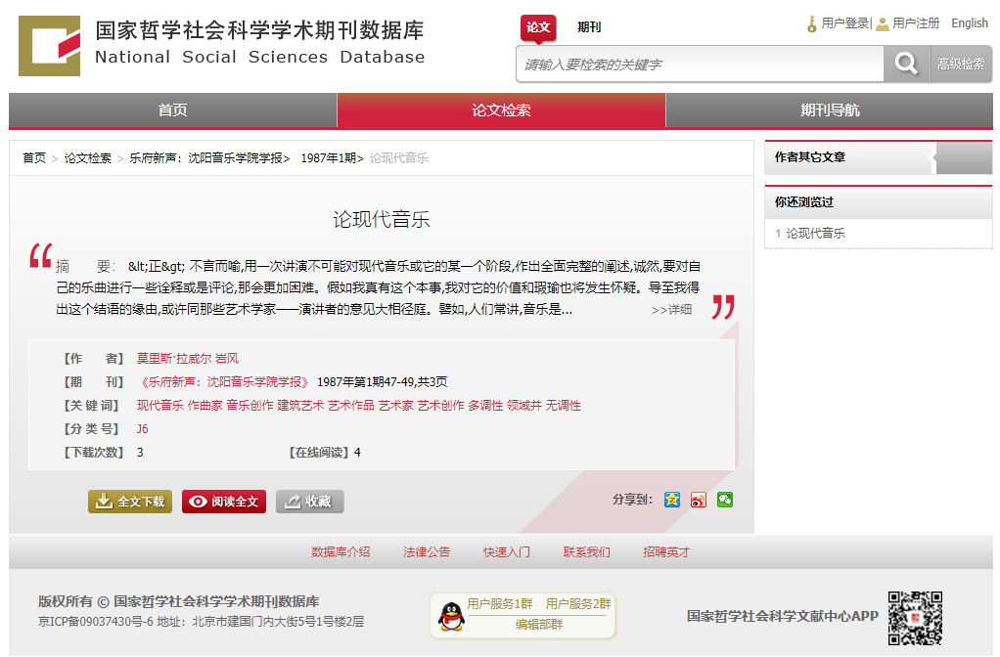 国家哲学社会科学学术期刊数据库
National Social Sciences Database
论文 期刊
用户登录| 用户注册 English
请输入要检索的关键字
高级检索
首页 论文检索 期刊导航
首页 > 论文检索 > 乐府新声：沈阳音乐学院学报> 1987年1期> 论现代音乐
论现代音乐
摘 要： &lt;正&gt; 不言而喻,用一次讲演不可能对现代音乐或它的某一个阶段,作出全面完整的阐述,诚然,要对自
己的乐曲进行一些诠释或是评论,那会更加困难。假如我真有这个本事,我对它的价值和瑕瑜也将发生怀疑。导至我得
出这个结语的缘由,或许同那些艺术学家——演讲者的意见大相径庭。譬如,人们常讲,音乐是... >>详细
【作 者】 莫里斯·拉威尔 岩风
【期 刊】 《乐府新声：沈阳音乐学院学报》 1987年第1期47-49,共3页
【关 键 词】 现代音乐 作曲家 音乐创作 建筑艺术 艺术作品 艺术家 艺术创作 多调性 领域并 无调性
【分 类 号】 J6
【下载次数】 3 【在线阅读】4
全文下载 阅读全文 收藏 分享到：
作者其它文章
你还浏览过
1 论现代音乐
数据库介绍 法律公告 快速入门 联系我们 招聘英才
版权所有 © 国家哲学社会科学学术期刊数据库
京ICP备09037430号-6 地址：北京市建国门内大街5号1号楼2层
用户服务1群 用户服务2群
编辑部群
国家哲学社会科学文献中心APP